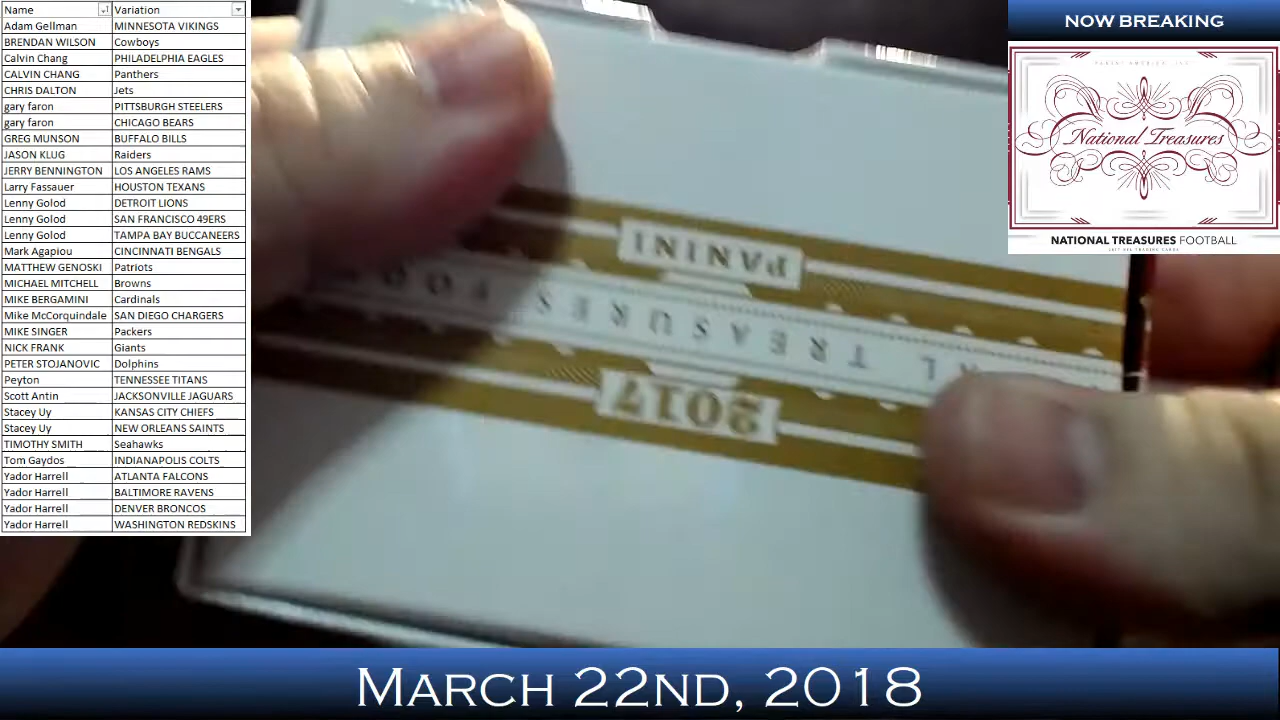 Name Variation
Adam Gellman MINNESOTA VIKINGS
BRENDAN WILSON Cowboys
Calvin Chang PHILADELPHIA EAGLES
CALVIN CHANG Panthers
CHRIS DALTON Jets
gary faron PITTSBURGH STEELERS
gary faron CHICAGO BEARS
GREG MUNSON BUFFALO BILLS
JASON KLUG Raiders
JERRY BENNINGTON LOS ANGELES RAMS
Larry Fassauer HOUSTON TEXANS
Lenny Golod DETROIT LIONS
Lenny Golod SAN FRANCISCO 49ERS
Lenny Golod TAMPA BAY BUCCANEERS
Mark Agapiou CINCINNATI BENGALS
MATTHEW GENOSKI Patriots
MICHAEL MITCHELL Browns
MIKE BERGAMINI Cardinals
Mike McCorquindale SAN DIEGO CHARGERS
MIKE SINGER Packers
NICK FRANK Giants
PETER STOJANOVIC Dolphins
Peyton TENNESSEE TITANS
Scott Antin JACKSONVILLE JAGUARS
Stacey Uy KANSAS CITY CHIEFS
Stacey Uy NEW ORLEANS SAINTS
TIMOTHY SMITH Seahawks
Tom Gaydos INDIANAPOLIS COLTS
Yador Harrell ATLANTA FALCONS
Yador Harrell BALTIMORE RAVENS
Yador Harrell DENVER BRONCOS
Yador Harrell WASHINGTON REDSKINS
NOW BREAKING
National Treasures
NATIONAL TREASURES FOOTBALL
2017
TREASURES
PANINI
MARCH 22ND, 2018